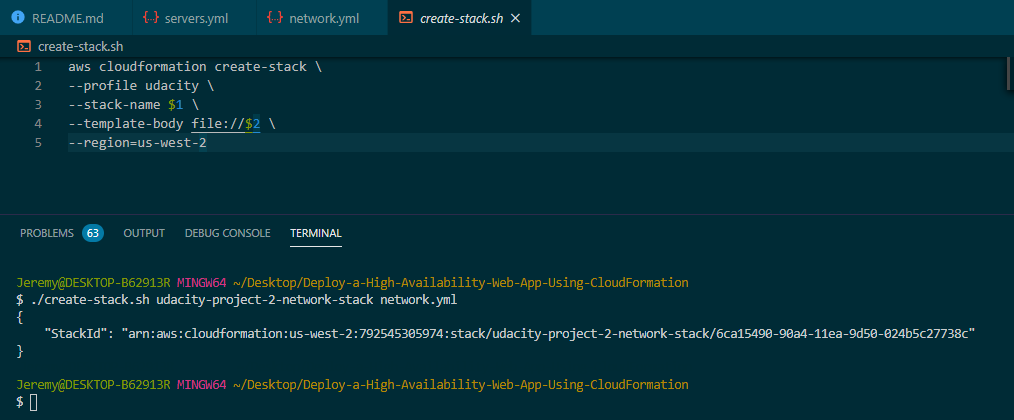 README.md {..} servers.yml {..} network.yml create-stack.sh
create-stack.sh
1 aws cloudformation create-stack \
2 --profile udacity \
3 --stack-name $1 \
4 --template-body file://$2 \
5 --region=us-west-2
PROBLEMS 63 OUTPUT DEBUG CONSOLE TERMINAL
Jeremy@DESKTOP-B62913R MINGW64 ~/Desktop/Deploy-a-High-Availability-Web-App-Using-CloudFormation
$ ./create-stack.sh udacity-project-2-network-stack network.yml
{
"StackId": "arn:aws:cloudformation:us-west-2:792545305974:stack/udacity-project-2-network-stack/6ca15490-90a4-11ea-9d50-024b5c27738c"
}
Jeremy@DESKTOP-B62913R MINGW64 ~/Desktop/Deploy-a-High-Availability-Web-App-Using-CloudFormation
$